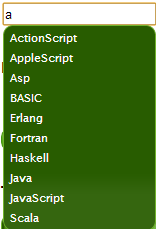 a
ActionScript
AppleScript
Asp
BASIC
Erlang
Fortran
Haskell
Java
JavaScript
Scala